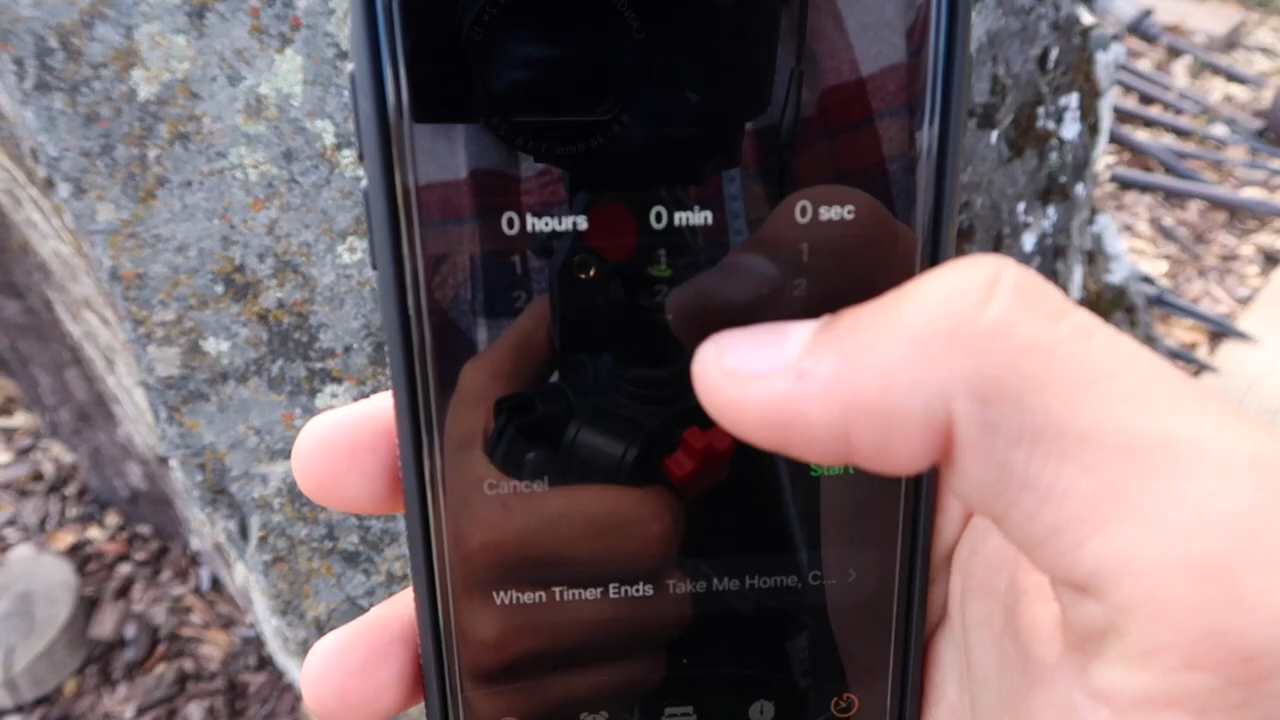 0 hours 0 min 0 sec
1 1 1
2 2 2
Cancel Start
When Timer Ends Take Me Home, C... >